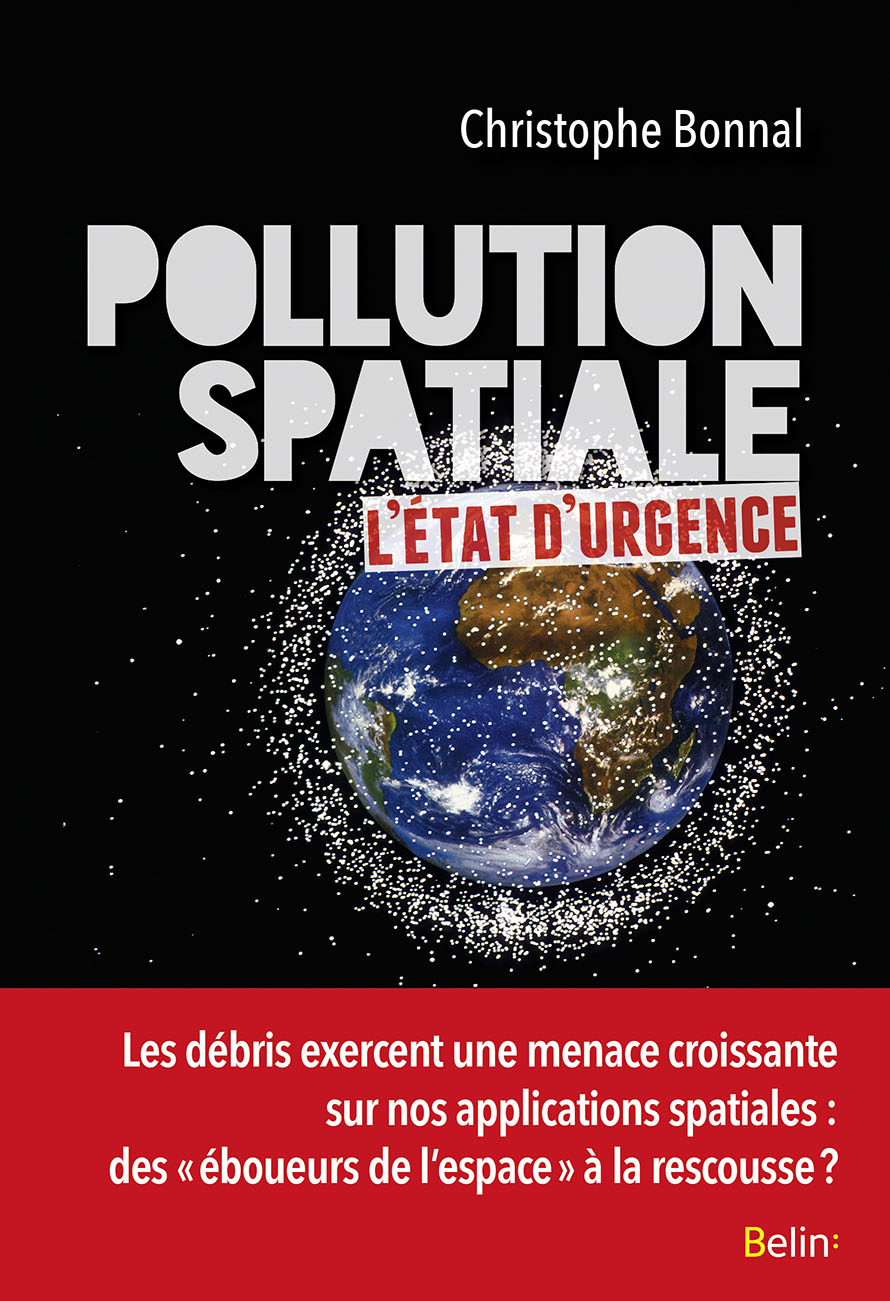 Christophe Bonnal
POLLUTION
SPATIALE
L'ÉTAT D'URGENCE
Les débris exercent une menace croissante
sur nos applications spatiales :
des « éboueurs de l'espace » à la rescousse ?
Belin: